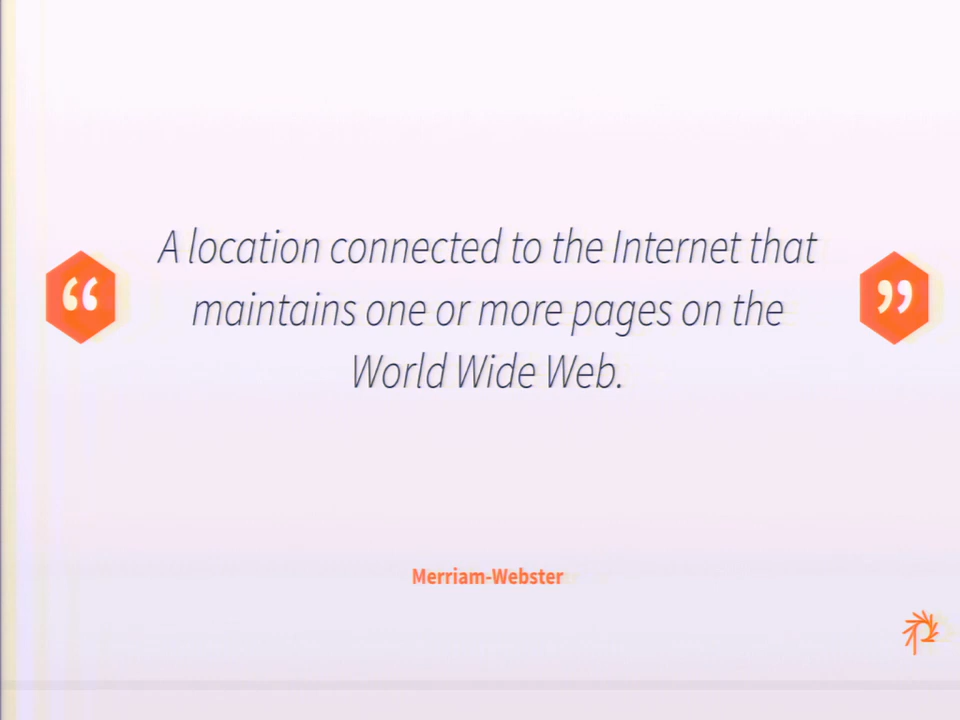 “ ”
A location connected to the Internet that
maintains one or more pages on the
World Wide Web.
Merriam-Webster